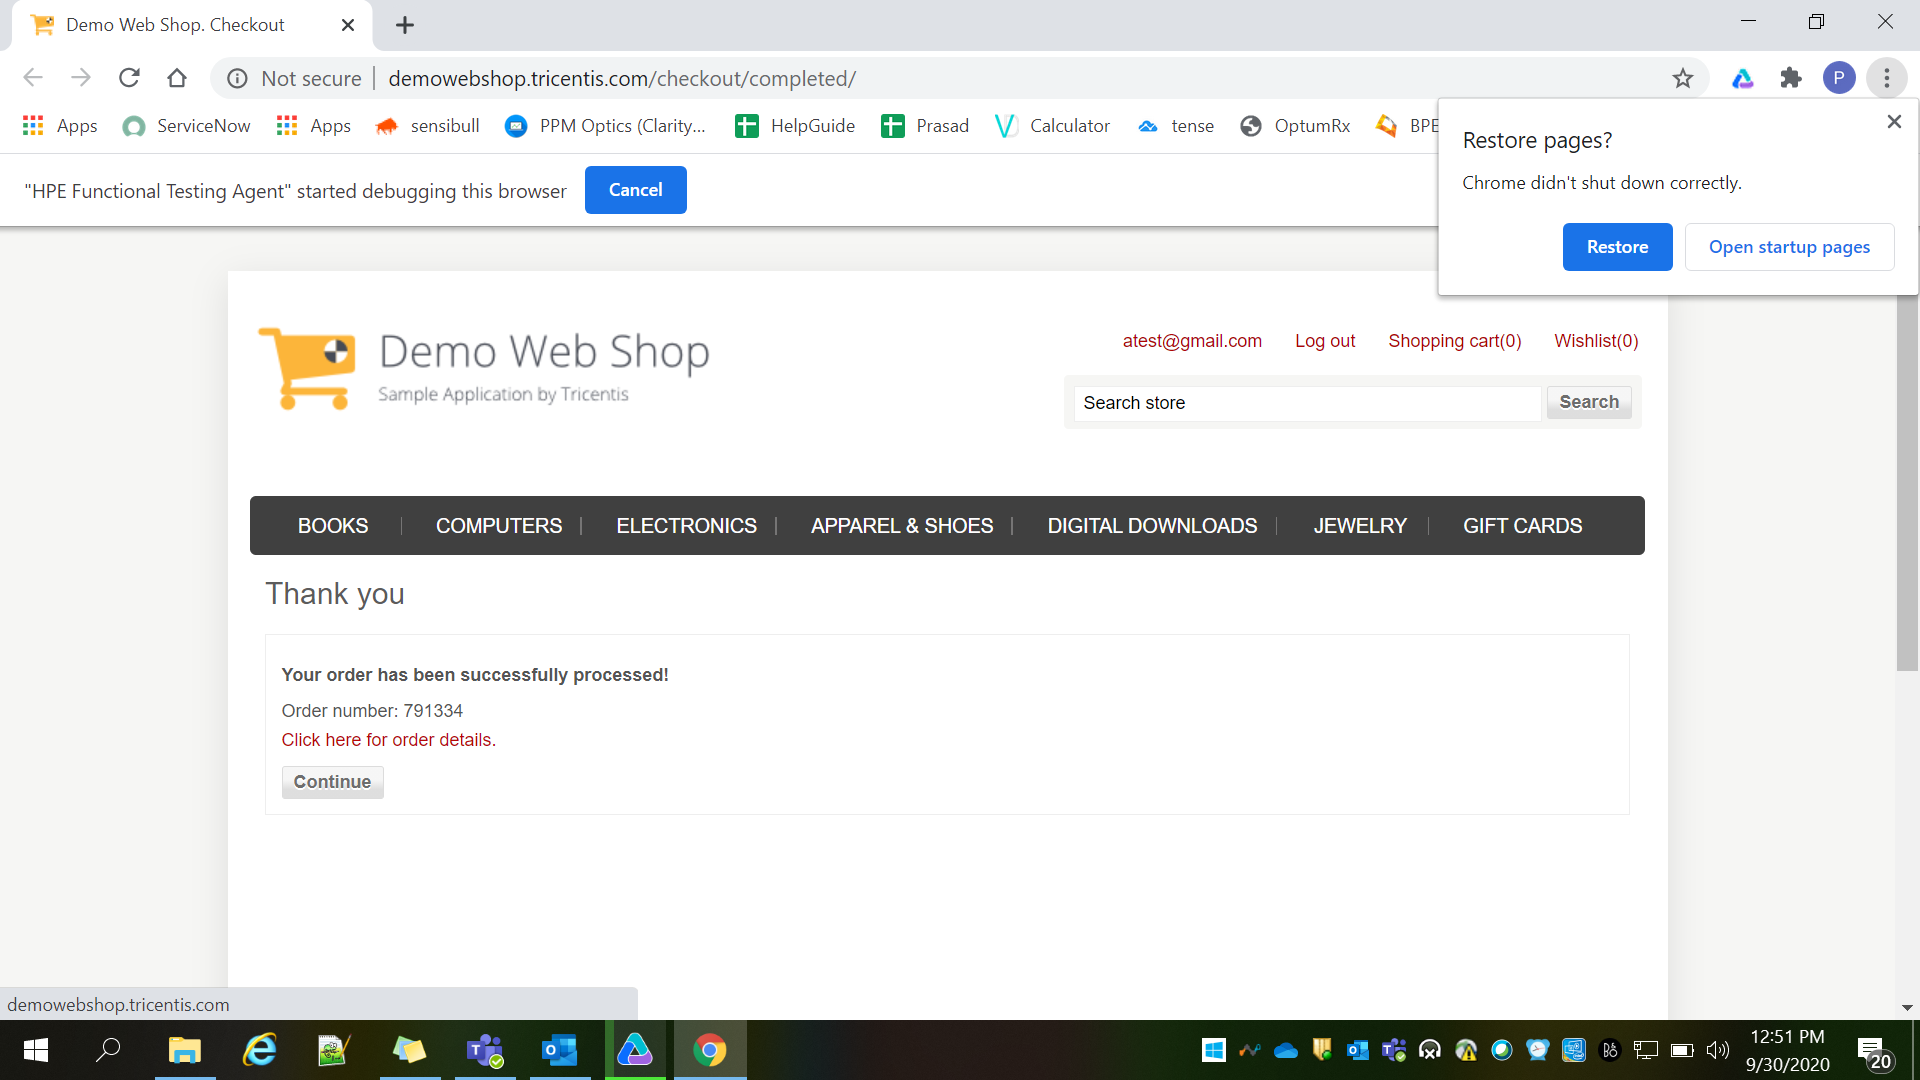 Demo Web Shop. Checkout
Not secure | demowebshop.tricentis.com/checkout/completed/
P
Apps ServiceNow Apps sensibull PPM Optics (Clarity... HelpGuide Prasad Calculator tense OptumRx BPE
"HPE Functional Testing Agent" started debugging this browser Cancel
Restore pages?
Chrome didn't shut down correctly.
Restore Open startup pages
Demo Web Shop
Sample Application by Tricentis
atest@gmail.com Log out Shopping cart(0) Wishlist(0)
Search store Search
BOOKS COMPUTERS ELECTRONICS APPAREL & SHOES DIGITAL DOWNLOADS JEWELRY GIFT CARDS
Thank you
Your order has been successfully processed!
Order number: 791334
Click here for order details.
Continue
demowebshop.tricentis.com
12:51 PM
9/30/2020
20